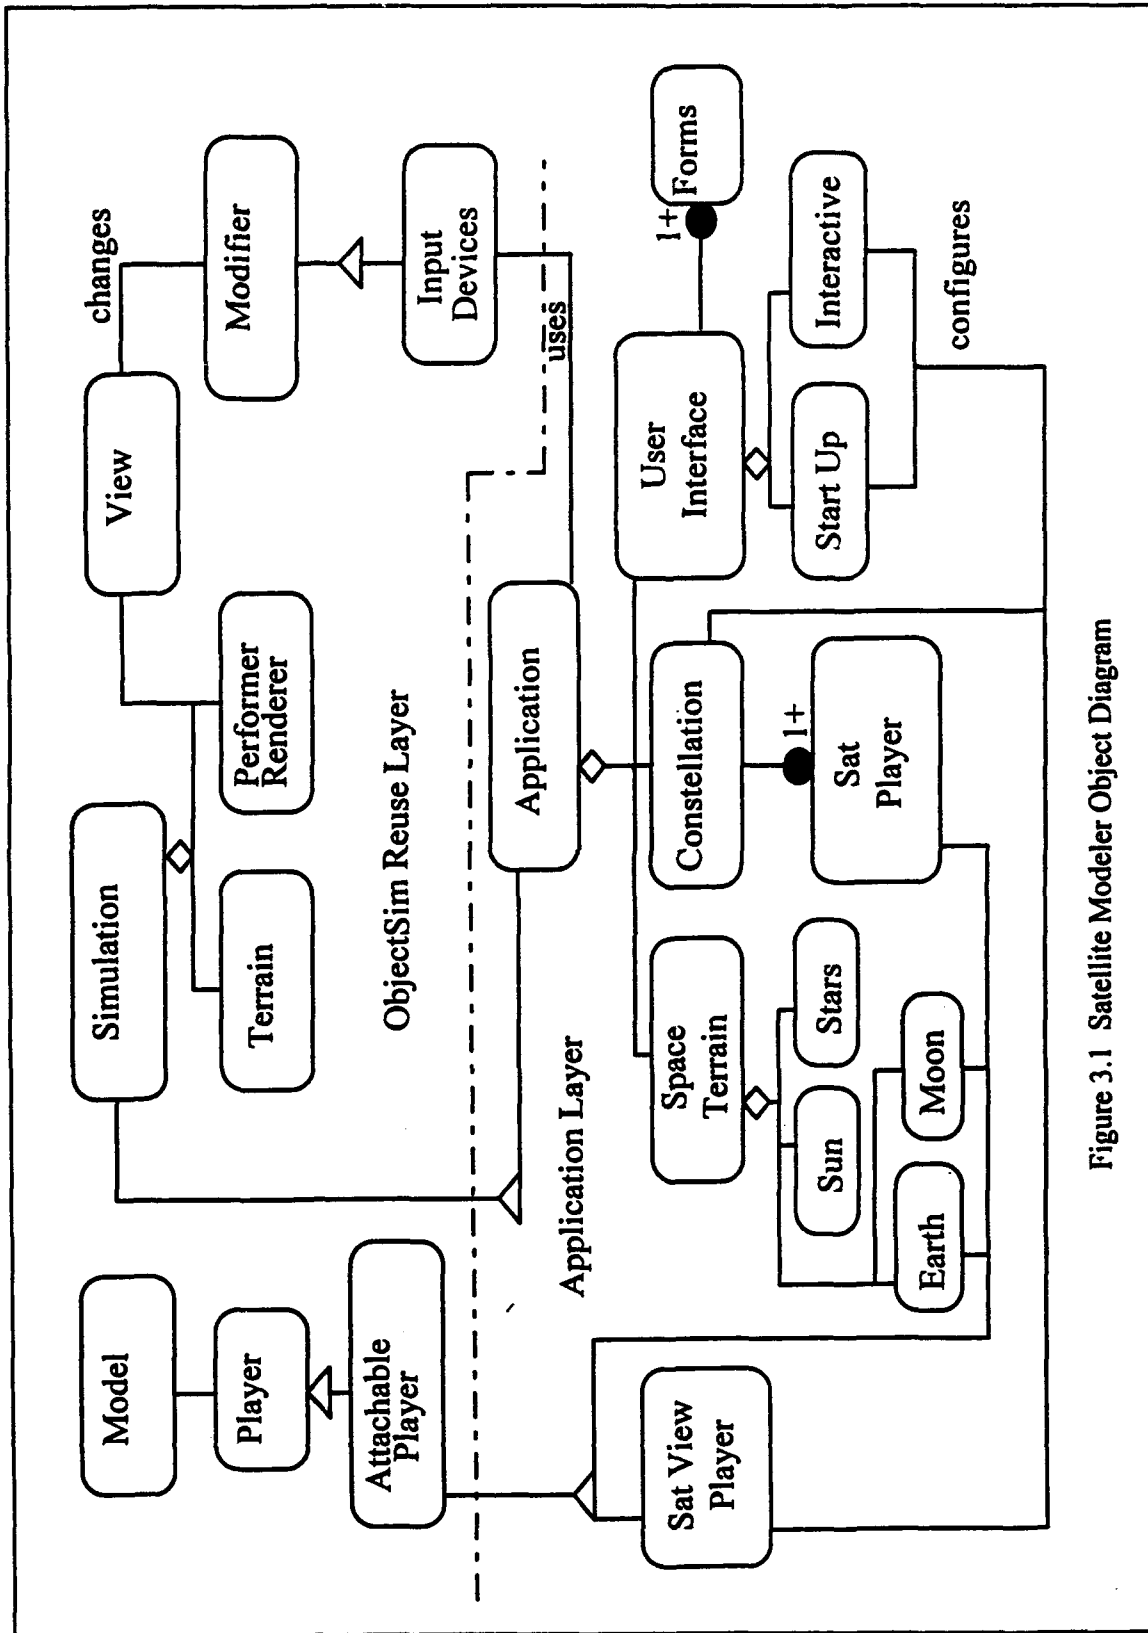 Model
Player
Attachable
Player
Simulation
Terrain
Performer
Renderer
View
changes
Modifier
Input
Devices
ObjectSim Reuse Layer
Application Layer
uses
Application
Sat View
Player
Space
Terrain
Sun
Stars
Earth
Moon
Constellation
1+
Sat
Player
User
Interface
1+
Forms
Start Up
Interactive
configures
Figure 3.1 Satellite Modeler Object Diagram